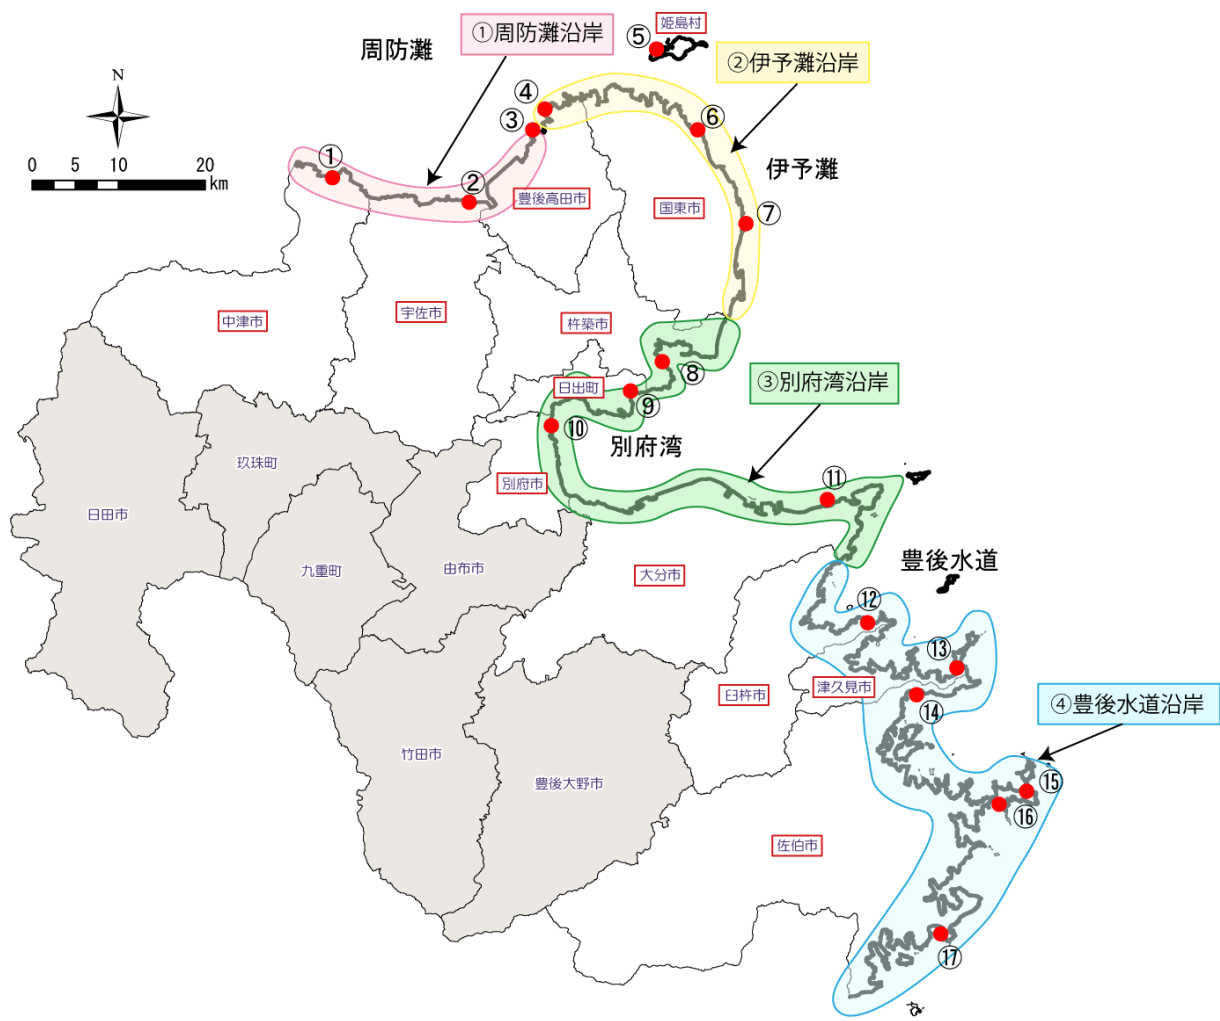 姫島村
①周防灘沿岸
周防灘
②伊予灘沿岸
伊予灘
N
0 5 10 20
km
①
②
③
④
⑤
⑥
⑦
豊後高田市
国東市
中津市
宇佐市
杵築市
日出町
⑧
⑨
⑩
別府湾
③別府湾沿岸
玖珠町
別府市
⑪
日田市
九重町
由布市
大分市
豊後水道
⑫
⑬
臼杵市
津久見市
⑭
④豊後水道沿岸
竹田市
豊後大野市
⑮
⑯
佐伯市
⑰